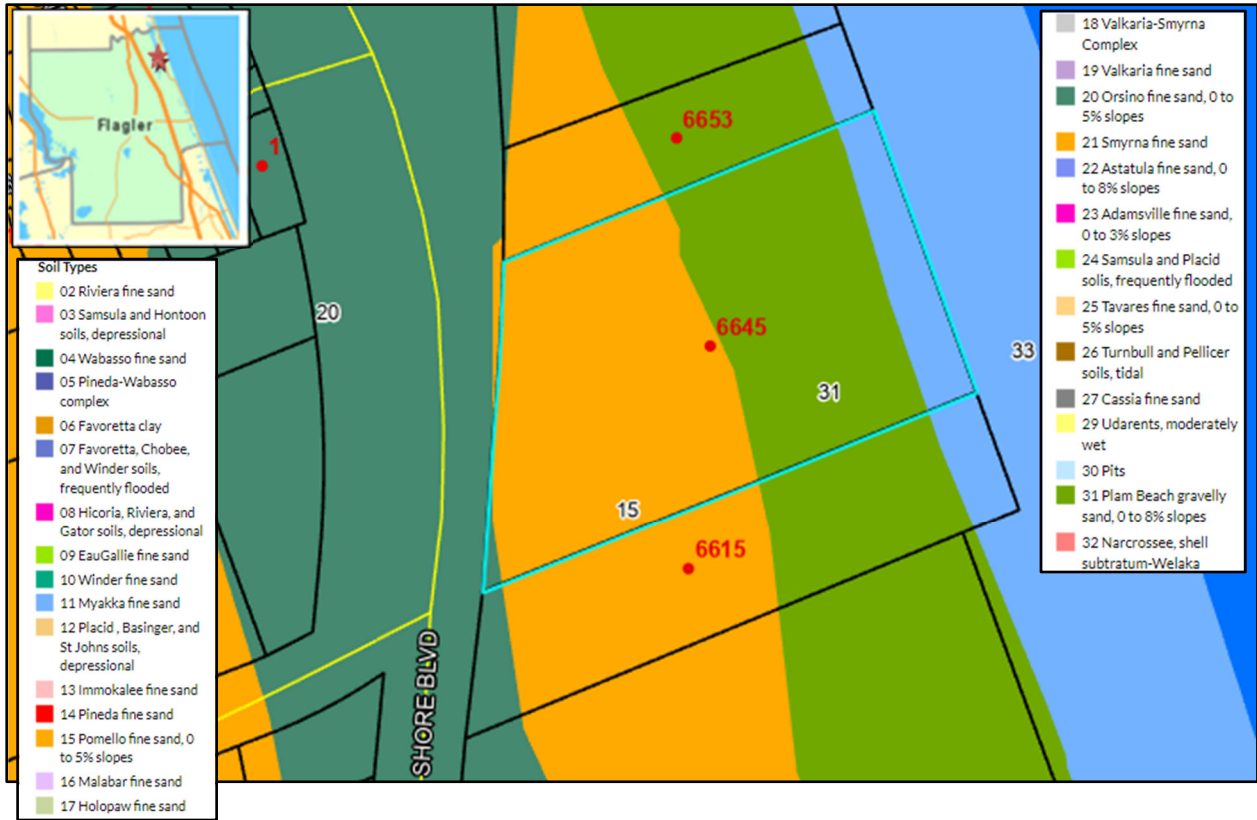 Flagler
Soil Types
02 Riviera fine sand
03 Samsula and Hontoon
soils, depressional
04 Wabasso fine sand
05 Pineda-Wabasso
complex
06 Favoretta clay
07 Favoretta, Chobee,
and Winder soils,
frequently flooded
08 Hicoria, Riviera, and
Gator soils, depressional
09 EauGallie fine sand
10 Winder fine sand
11 Myakka fine sand
12 Placid , Basinger, and
St Johns soils,
depressional
13 Immokalee fine sand
14 Pineda fine sand
15 Pomello fine sand, 0
to 5% slopes
16 Malabar fine sand
17 Holopaw fine sand
1
20
6653
6645
31
33
15
6615
SHORE BLVD
18 Valkaria-Smyrna
Complex
19 Valkaria fine sand
20 Orsino fine sand, 0 to
5% slopes
21 Smyrna fine sand
22 Astatula fine sand, 0
to 8% slopes
23 Adamsville fine sand,
0 to 3% slopes
24 Samsula and Placid
solis, frequently flooded
25 Tavares fine sand, 0 to
5% slopes
26 Turnbull and Pellicer
soils, tidal
27 Cassia fine sand
29 Udarents, moderately
wet
30 Pits
31 Plam Beach gravelly
sand, 0 to 8% slopes
32 Narcrossee, shell
subtratum-Welaka